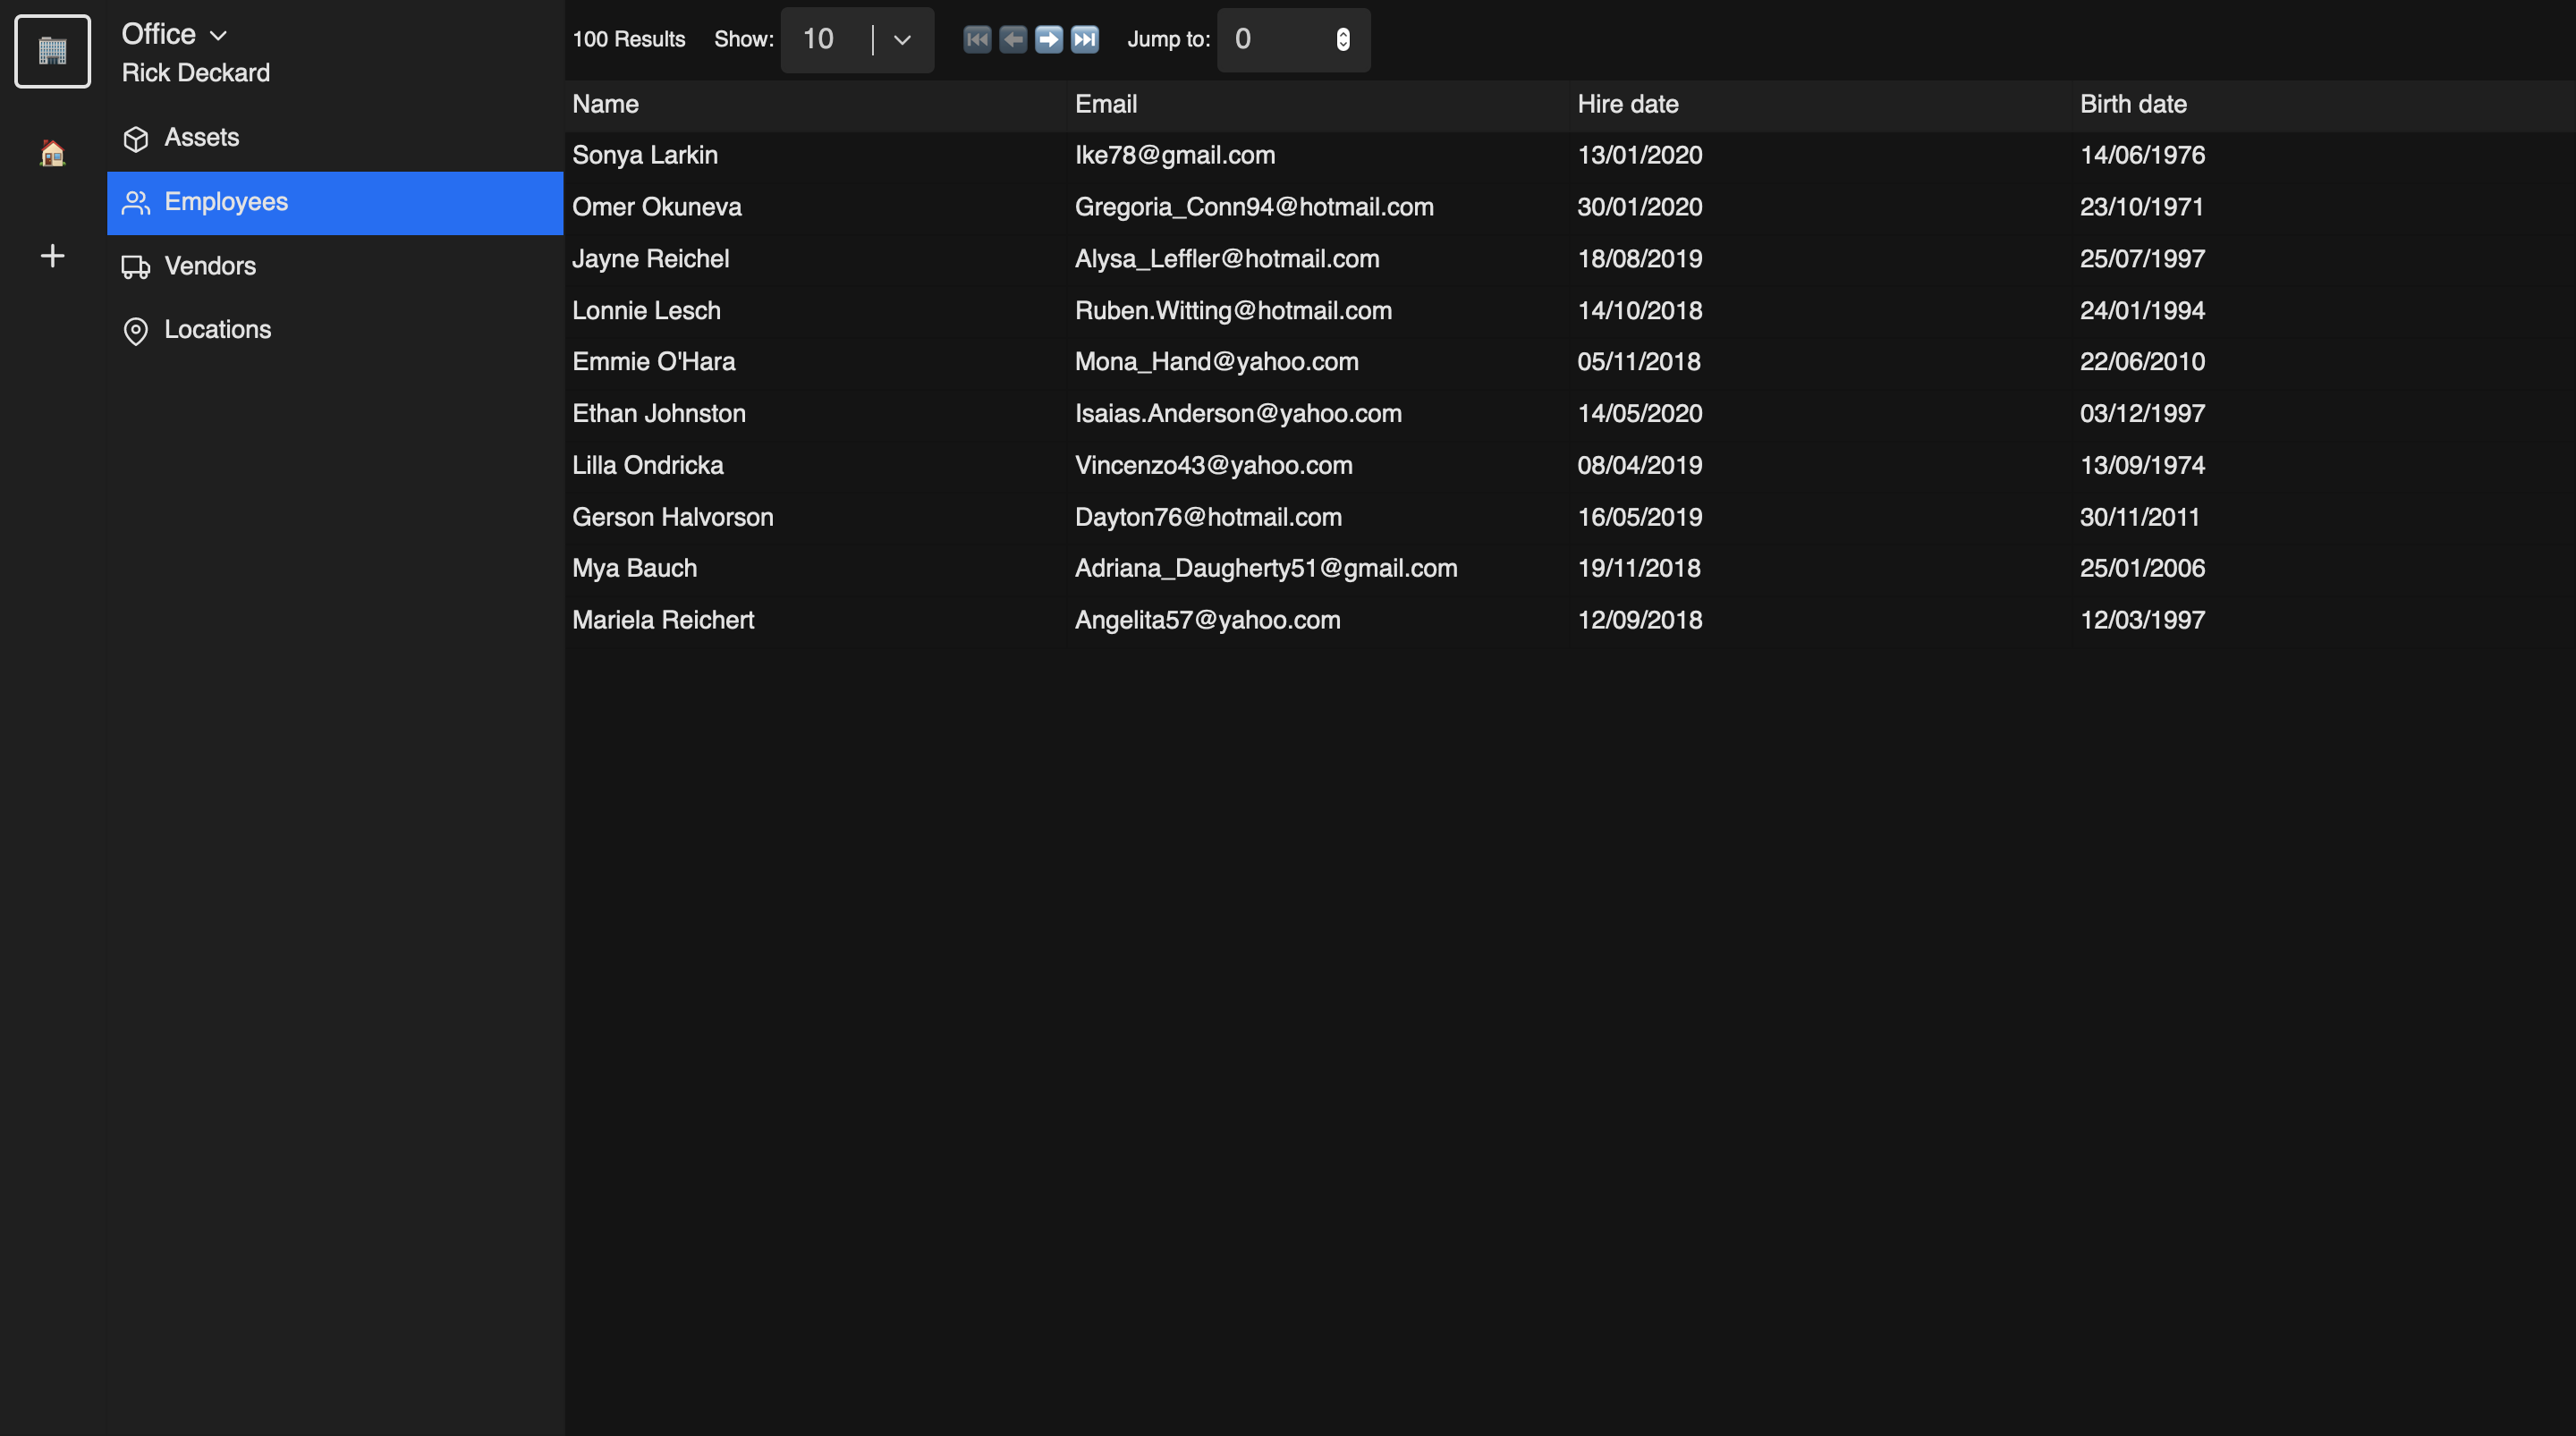 Office
Rick Deckard
Assets
Employees
Vendors
Locations
100 Results Show: 10 Jump to: 0
Name Email Hire date Birth date
Sonya Larkin Ike78@gmail.com 13/01/2020 14/06/1976
Omer Okuneva Gregoria_Conn94@hotmail.com 30/01/2020 23/10/1971
Jayne Reichel Alysa_Leffler@hotmail.com 18/08/2019 25/07/1997
Lonnie Lesch Ruben.Witting@hotmail.com 14/10/2018 24/01/1994
Emmie O'Hara Mona_Hand@yahoo.com 05/11/2018 22/06/2010
Ethan Johnston Isaias.Anderson@yahoo.com 14/05/2020 03/12/1997
Lilla Ondricka Vincenzo43@yahoo.com 08/04/2019 13/09/1974
Gerson Halvorson Dayton76@hotmail.com 16/05/2019 30/11/2011
Mya Bauch Adriana_Daugherty51@gmail.com 19/11/2018 25/01/2006
Mariela Reichert Angelita57@yahoo.com 12/09/2018 12/03/1997